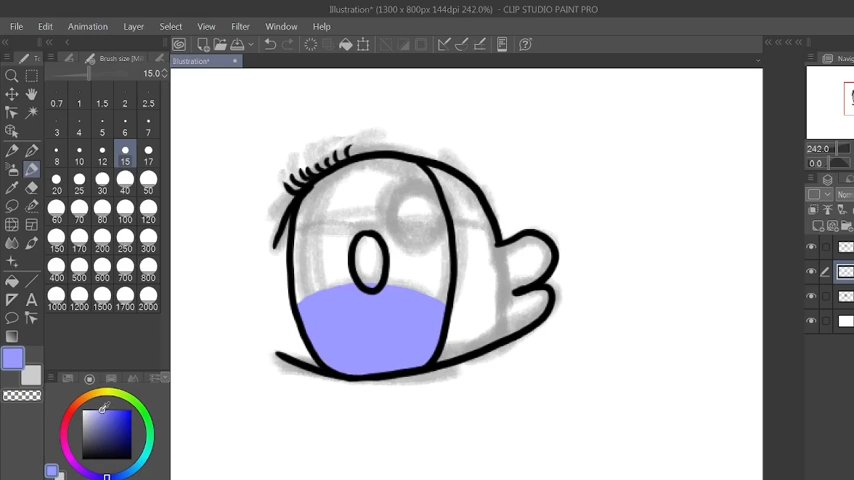 Illustration* (1300 x 800px 144dpi 242.0%) - CLIP STUDIO PAINT PRO
File Edit Animation Layer Select View Filter Window Help
Brush size [M
15.0
Illustration*
Navi
0.7 1 1.5 2 2.5
3 4 5 6 7
8 10 12 15 17
20 25 30 40 50
60 70 80 100 120
150 170 200 250 300
400 500 600 700 800
1000 1200 1500 1700 2000
242.0
0.0
Nor